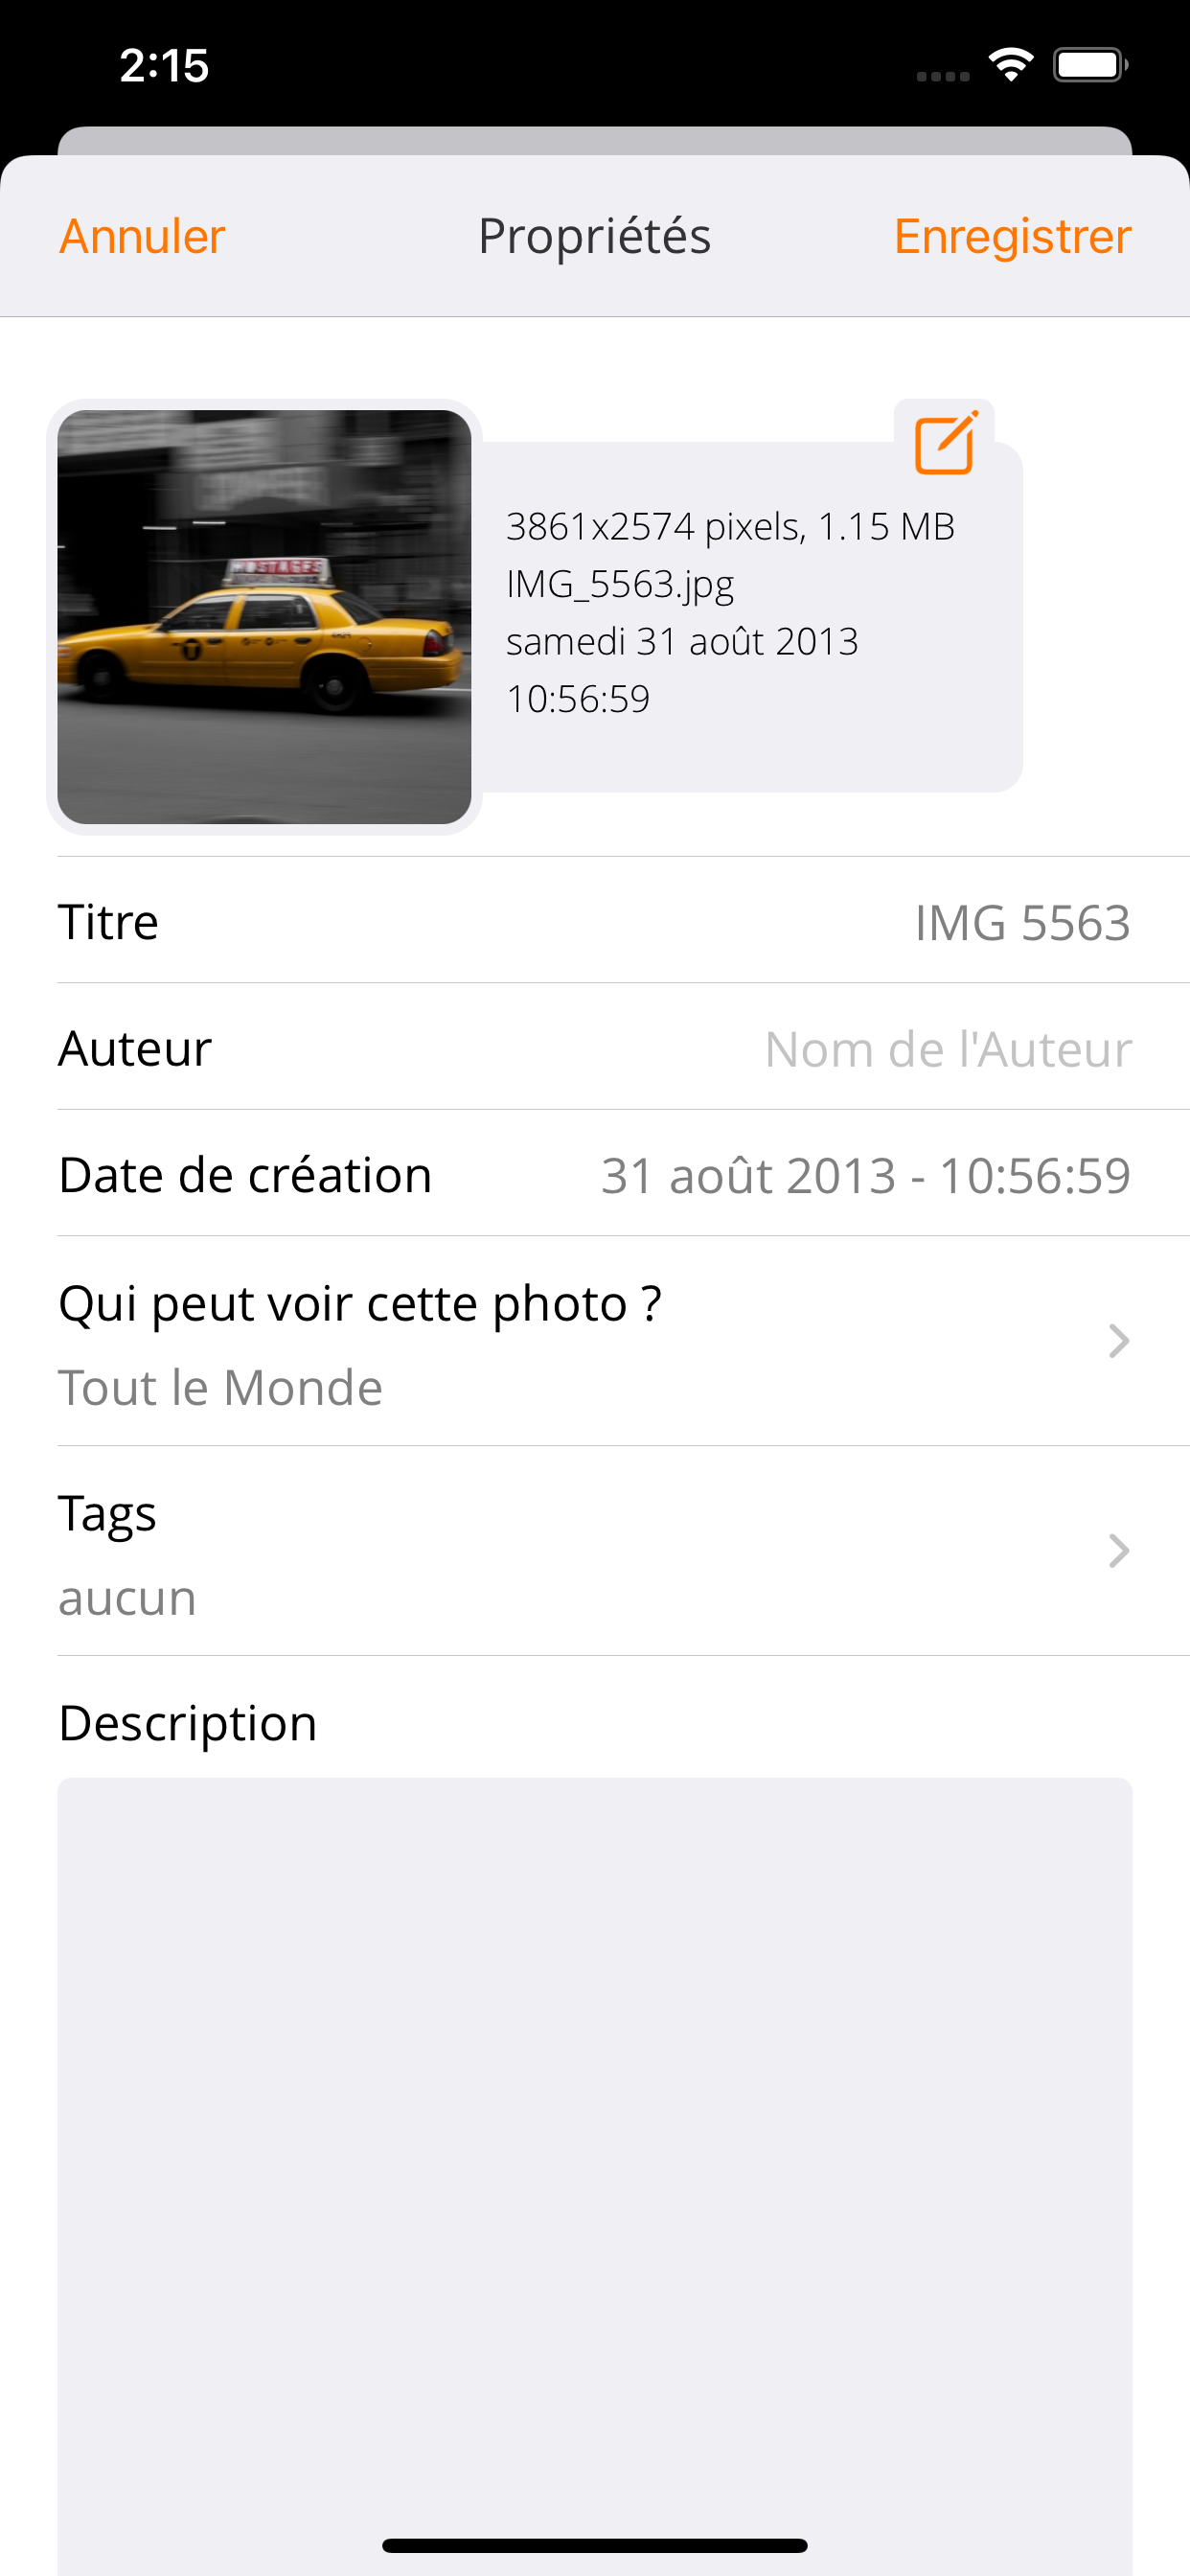 2:15
Annuler
Propriétés
Enregistrer
HOSTAGES
3861x2574 pixels, 1.15 MB
IMG_5563.jpg
samedi 31 août 2013
10:56:59
Titre
IMG 5563
Auteur
Nom de l'Auteur
Date de création
31 août 2013 - 10:56:59
Qui peut voir cette photo ?
Tout le Monde
Tags
aucun
Description